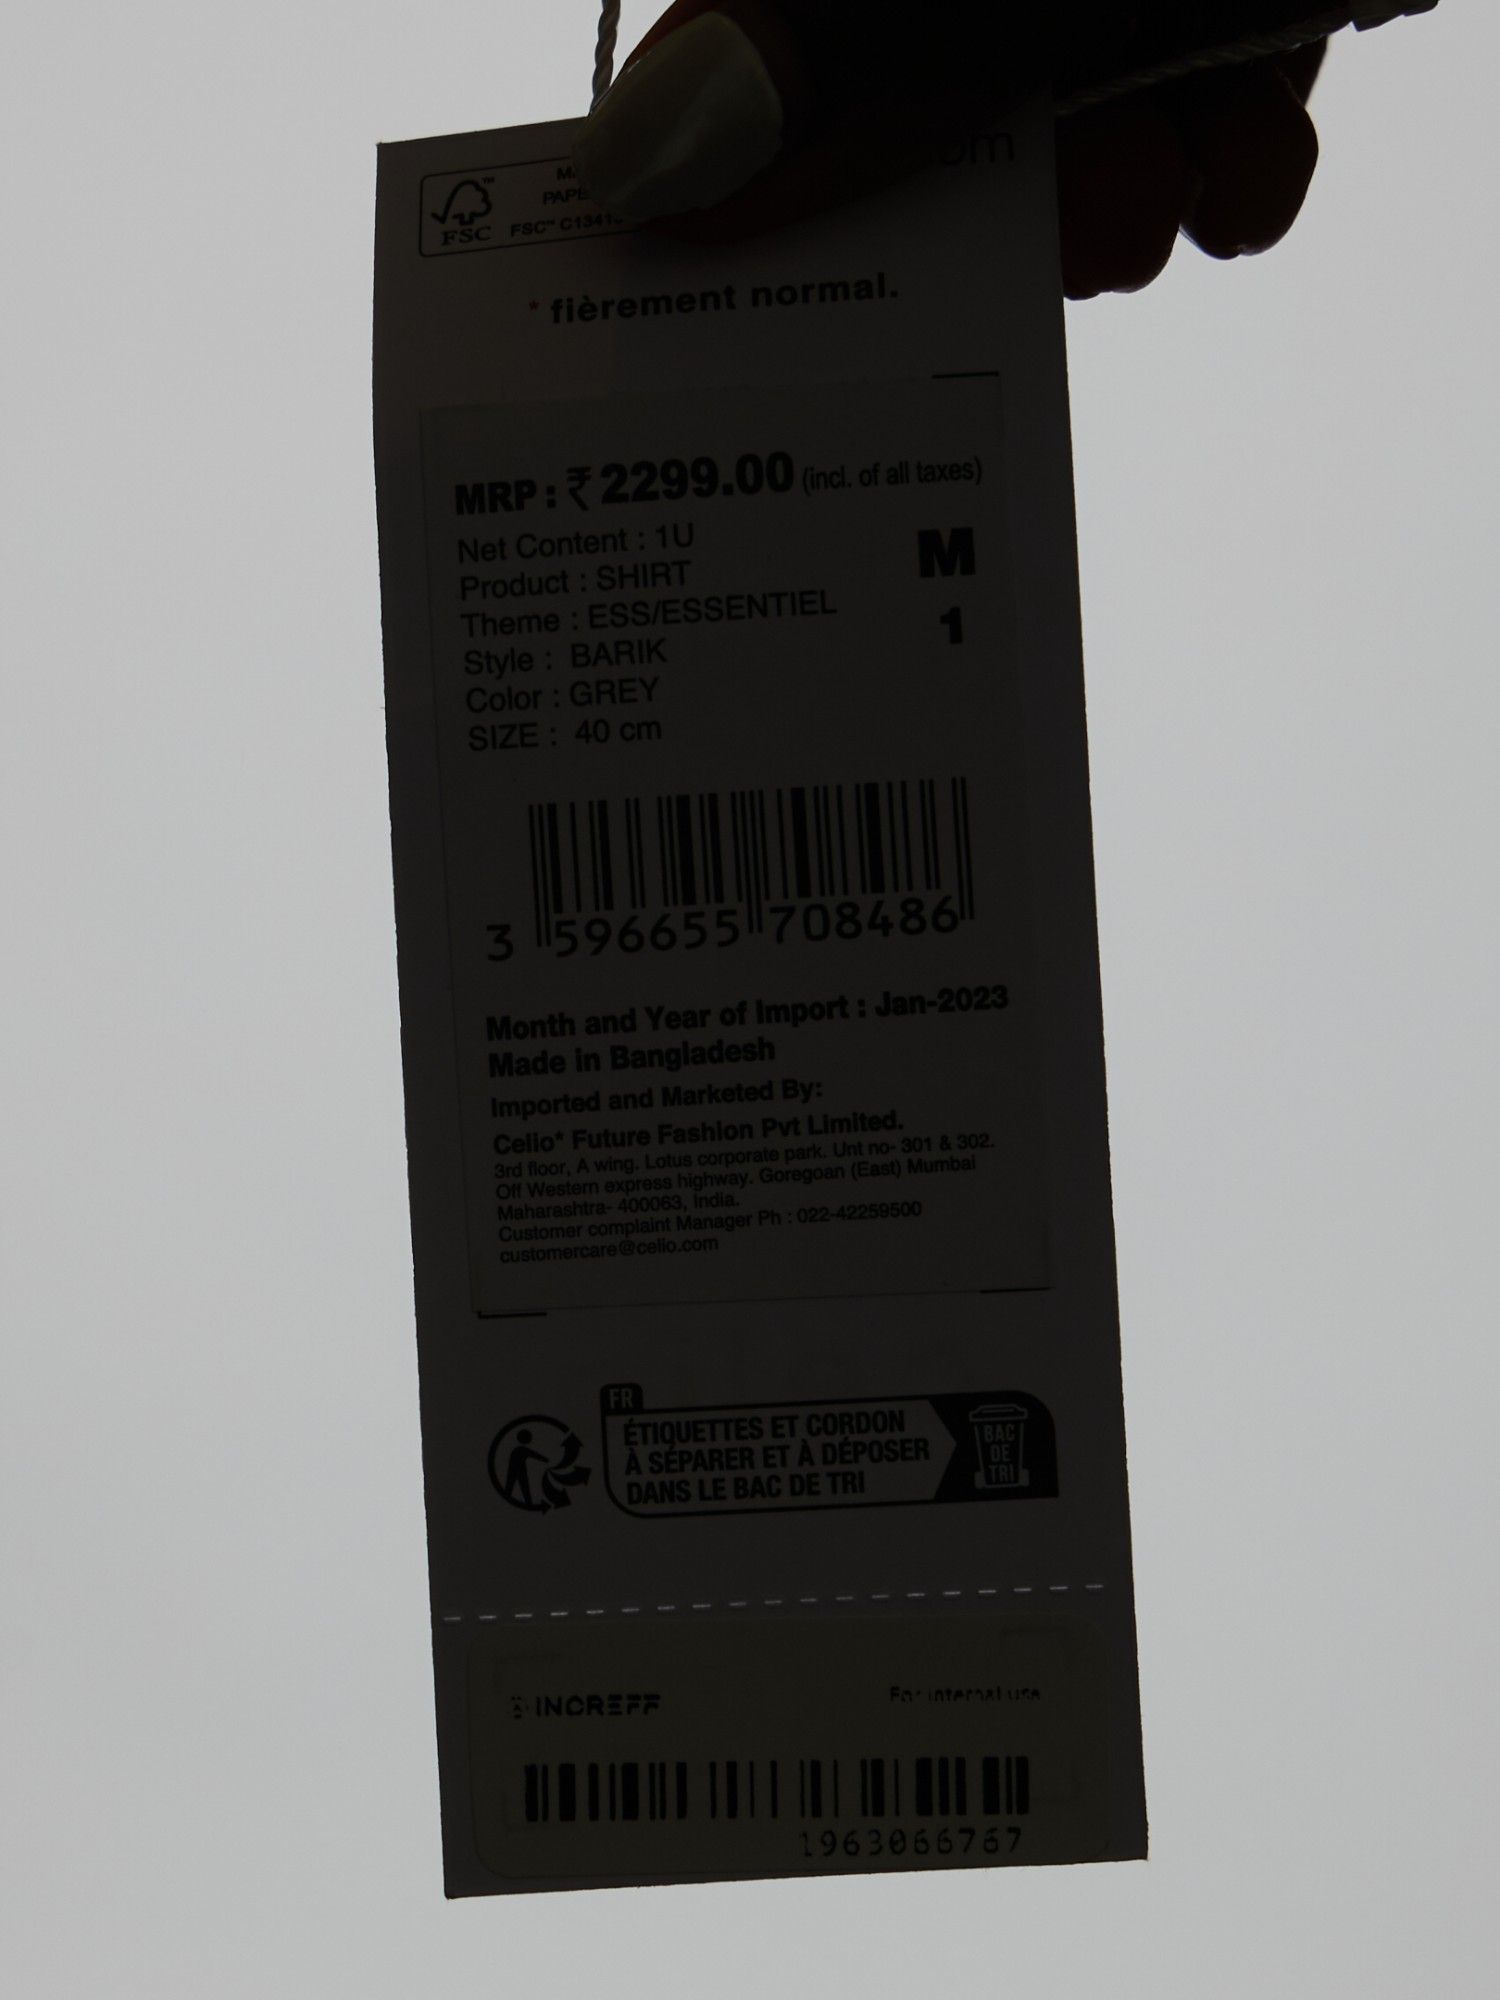 FSC
FSC™
* fièrement normal.
MRP : ₹ 2299.00 (incl. of all taxes)
Net Content : 1U
M
Product : SHIRT
Theme : ESS/ESSENTIEL
1
Style : BARIK
Color : GREY
SIZE : 40 cm
3 596655 708486
Month and Year of Import : Jan-2023
Made in Bangladesh
Imported and Marketed By:
Celio* Future Fashion Pvt Limited.
3rd floor, A wing. Lotus corporate park. Unt no- 301 & 302.
Off Western express highway. Goregoan (East) Mumbai
Maharashtra- 400063, India.
Customer complaint Manager Ph : 022-42259500
customercare@celio.com
FR
ÉTIQUETTES ET CORDON
À SÉPARER ET À DÉPOSER
DANS LE BAC DE TRI
BAC
DE
TRI
INCREFF
For internal use
1963066767